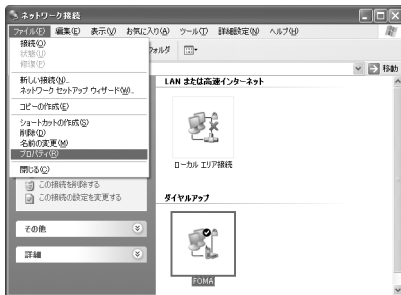 ネットワーク接続
ファイル(F) 編集(E) 表示(V) お気に入り(A) ツール(T) 詳細設定(N) ヘルプ(H)
接続(O)
状態(U)
修復(P)
新しい接続(N)...
ネットワーク セットアップ ウィザード(W)...
コピーの作成(C)
ショートカットの作成(S)
削除(D)
名前の変更(M)
プロパティ(R)
閉じる(C)
フォルダ
移動
この接続を削除する
この接続の設定を変更する
その他
詳細
LAN または高速インターネット
ローカル エリア接続
ダイヤルアップ
FOMA